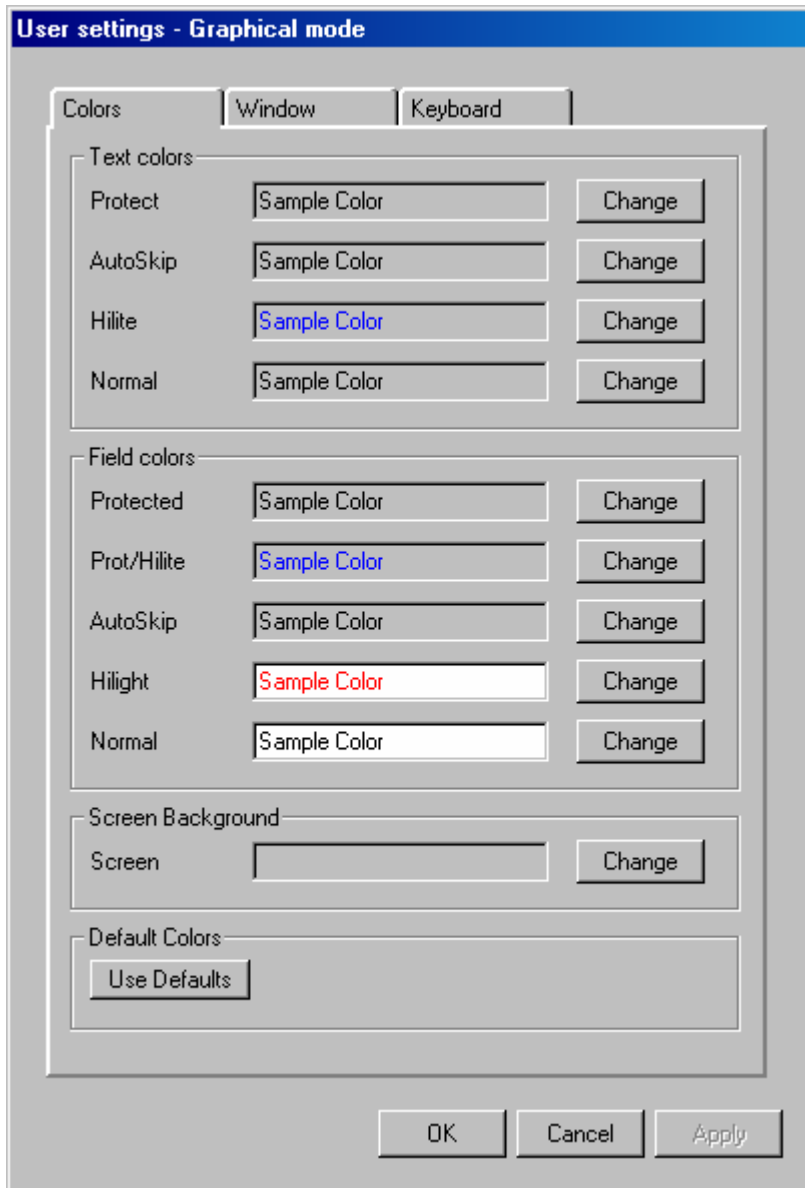 User settings - Graphical mode
Colors Window Keyboard
Text colors
Protect Sample Color Change
AutoSkip Sample Color Change
Hilite Sample Color Change
Normal Sample Color Change
Field colors
Protected Sample Color Change
Prot/Hilite Sample Color Change
AutoSkip Sample Color Change
Hilight Sample Color Change
Normal Sample Color Change
Screen Background
Screen Change
Default Colors
Use Defaults
OK Cancel Apply